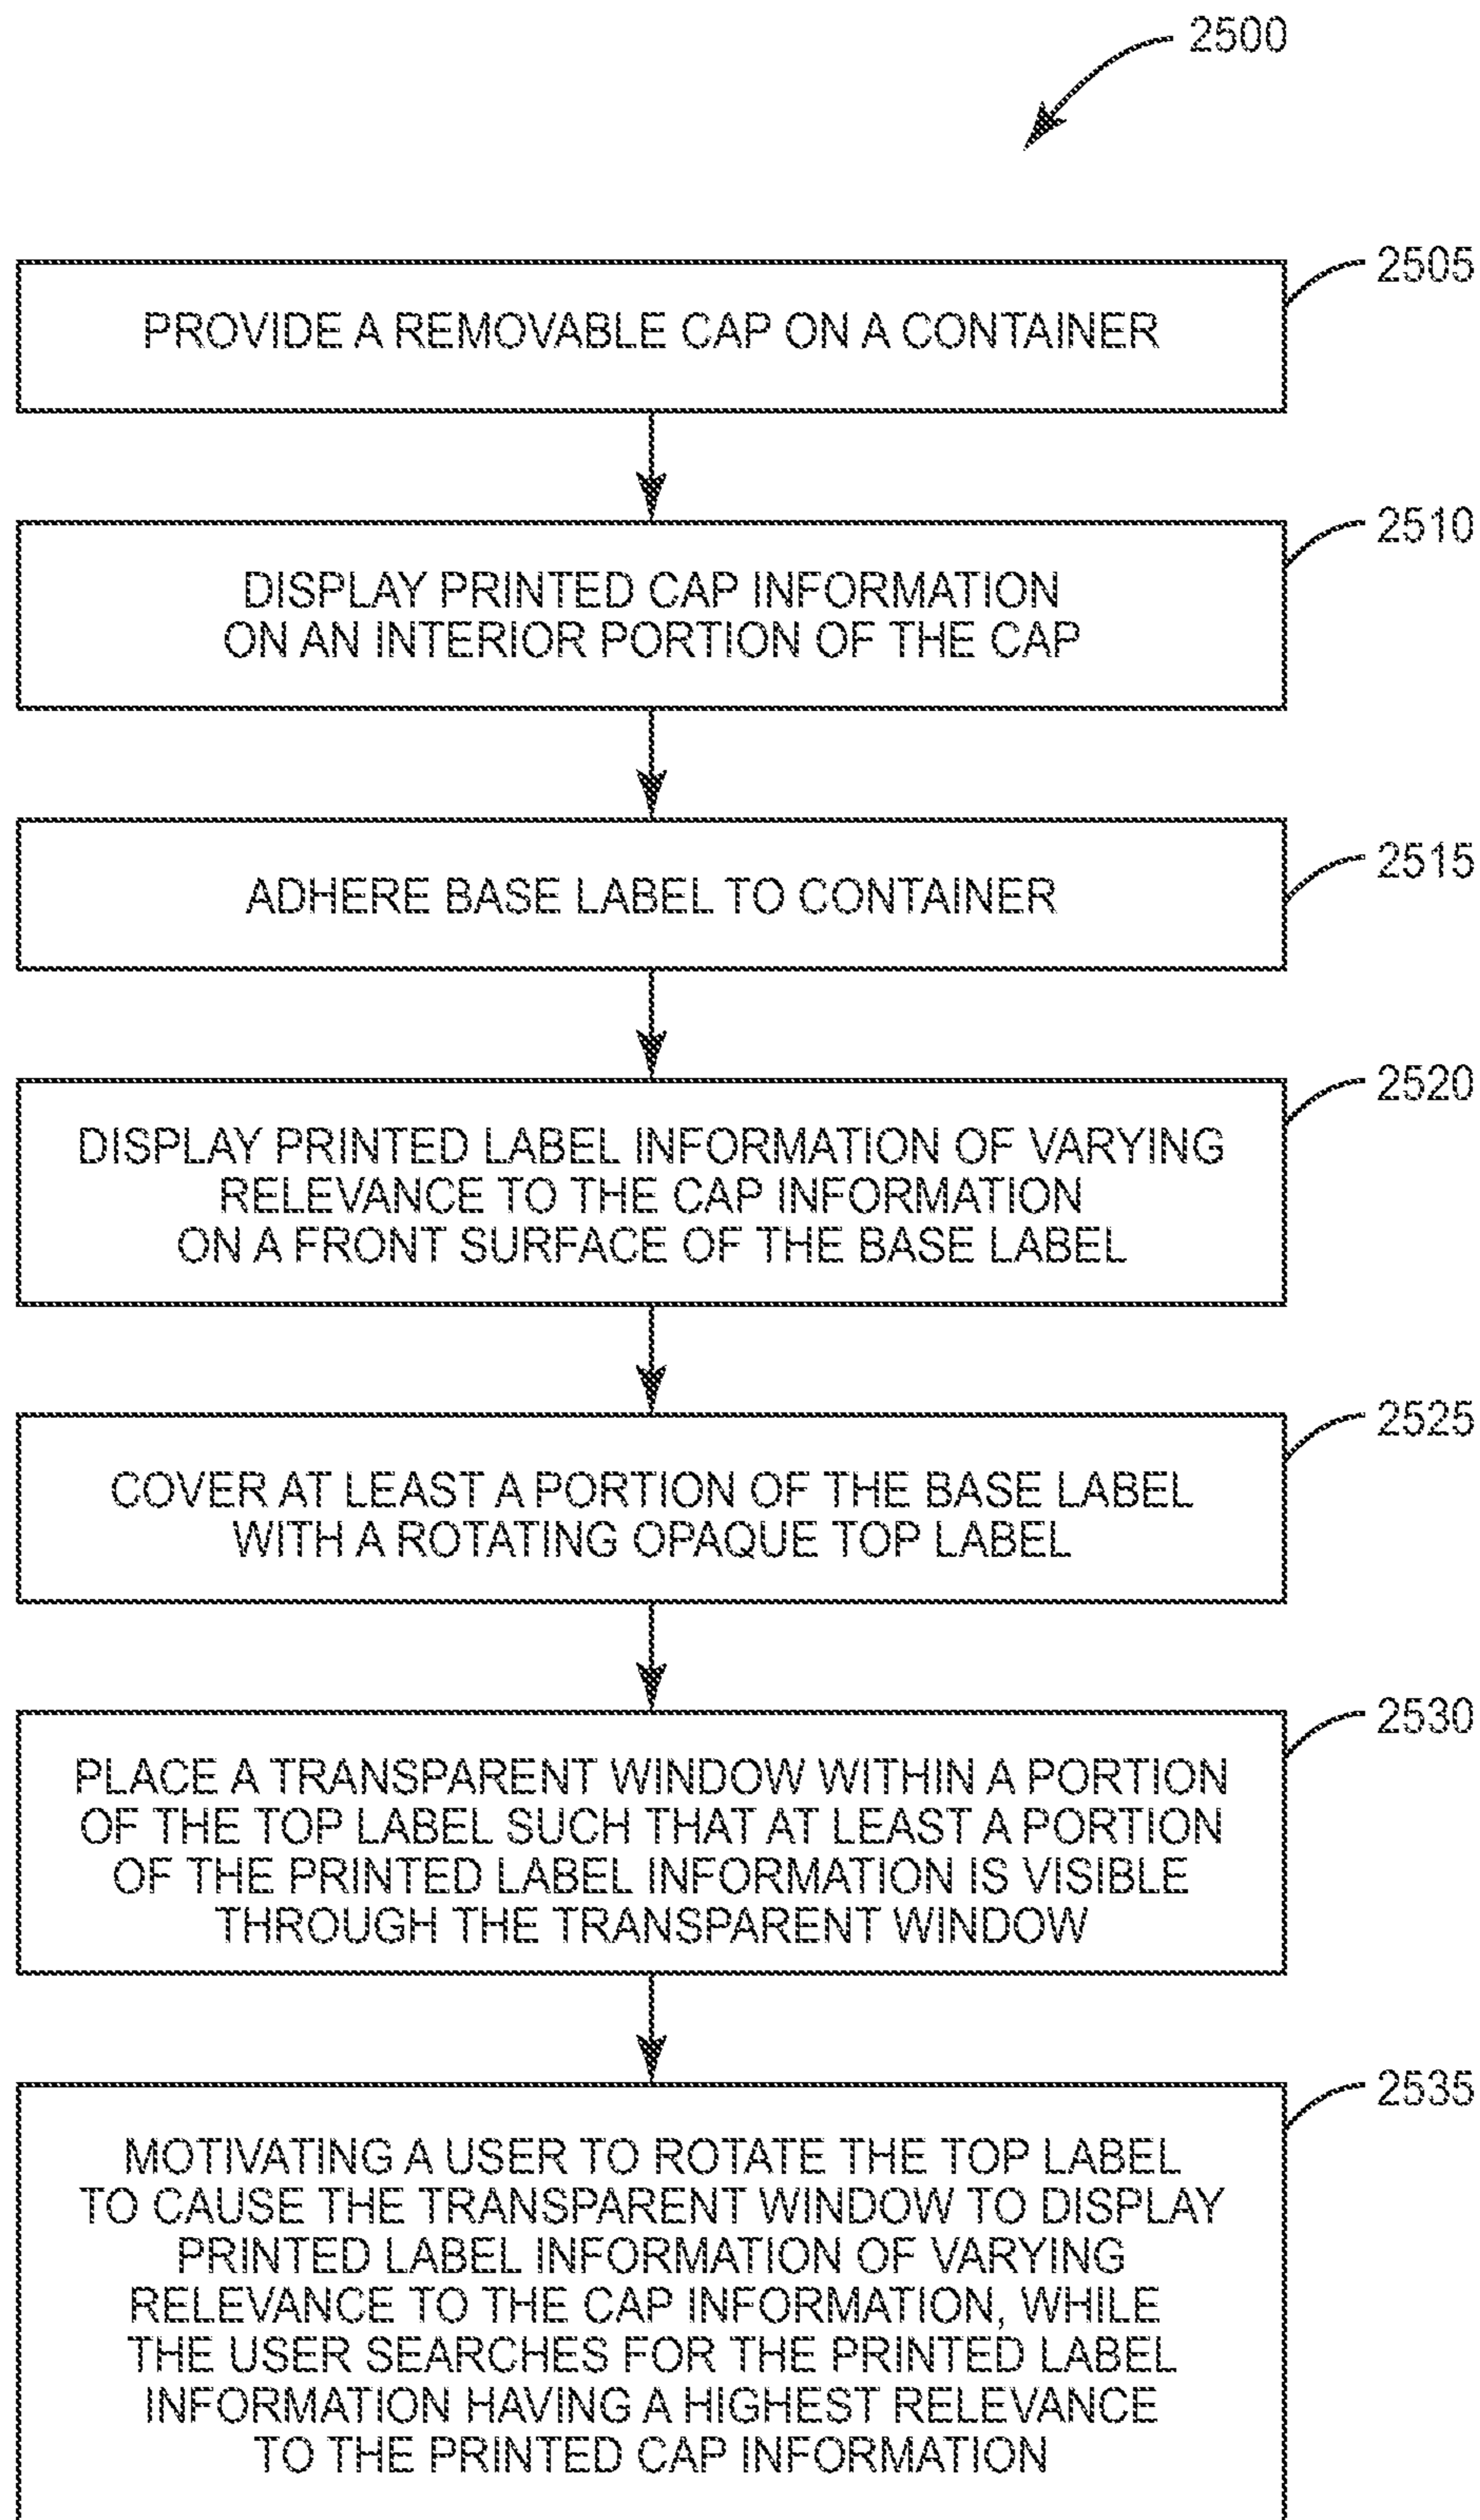 2500
2505
PROVIDE A REMOVABLE CAP ON A CONTAINER
2510
DISPLAY PRINTED CAP INFORMATION
ON AN INTERIOR PORTION OF THE CAP
2515
ADHERE BASE LABEL TO CONTAINER
2520
DISPLAY PRINTED LABEL INFORMATION OF VARYING
RELEVANCE TO THE CAP INFORMATION
ON A FRONT SURFACE OF THE BASE LABEL
2525
COVER AT LEAST A PORTION OF THE BASE LABEL
WITH A ROTATING OPAQUE TOP LABEL
2530
PLACE A TRANSPARENT WINDOW WITHIN A PORTION
OF THE TOP LABEL SUCH THAT AT LEAST A PORTION
OF THE PRINTED LABEL INFORMATION IS VISIBLE
THROUGH THE TRANSPARENT WINDOW
2535
MOTIVATING A USER TO ROTATE THE TOP LABEL
TO CAUSE THE TRANSPARENT WINDOW TO DISPLAY
PRINTED LABEL INFORMATION OF VARYING
RELEVANCE TO THE CAP INFORMATION, WHILE
THE USER SEARCHES FOR THE PRINTED LABEL
INFORMATION HAVING A HIGHEST RELEVANCE
TO THE PRINTED CAP INFORMATION